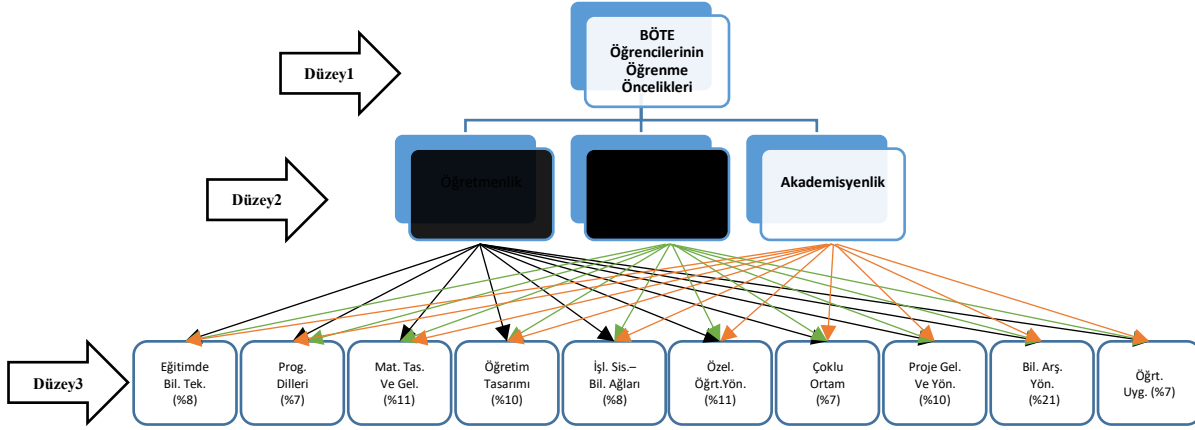 BÖTE
Öğrencilerinin
Öğrenme
Öncelikleri
Düzey1
Öğretmenlik
Akademisyenlik
Düzey2
Eğitimde
Bil. Tek.
(%8)
Prog.
Dilleri
(%7)
Mat. Tas.
Ve Gel.
(%11)
Öğretim
Tasarımı
(%10)
İşl. Sis.–
Bil. Ağları
(%8)
Özel.
Öğrt.Yön.
(%11)
Çoklu
Ortam
(%7)
Proje Gel.
Ve Yön.
(%10)
Bil. Arş.
Yön.
(%21)
Öğrt.
Uyg. (%7)
Düzey3